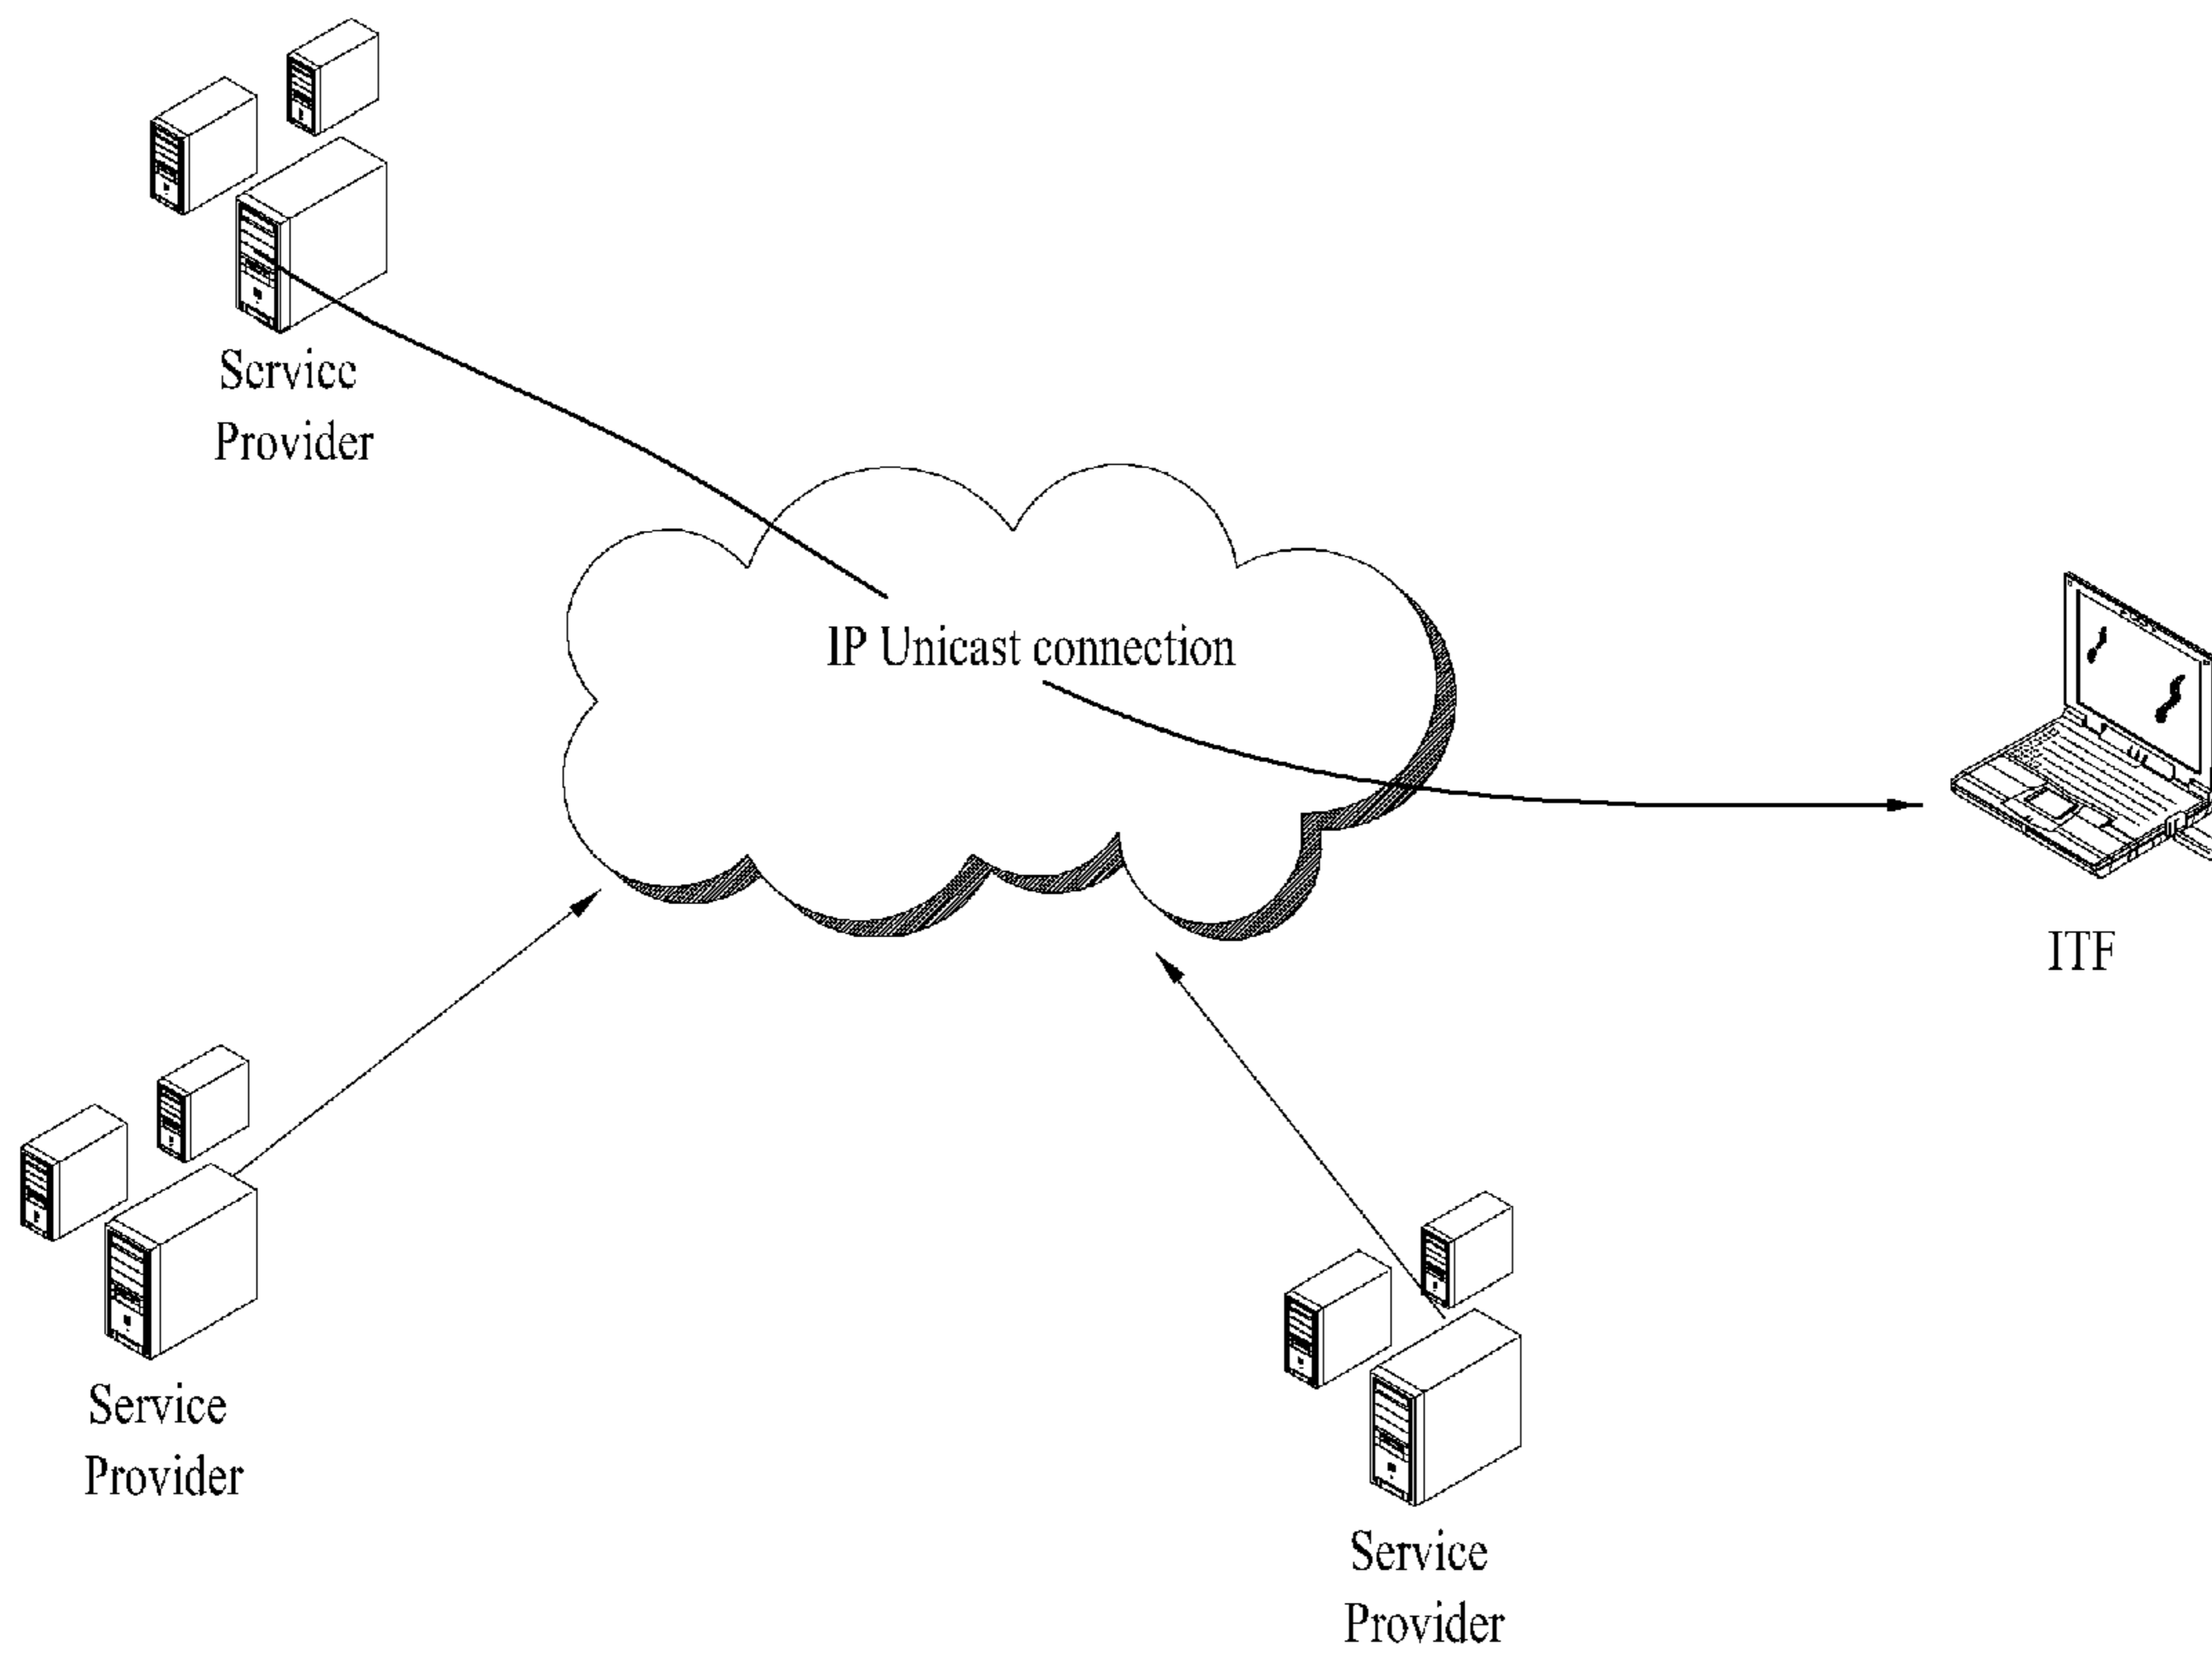 Service
Provider
IP Unicast connection
ITF
Service
Provider
Service
Provider